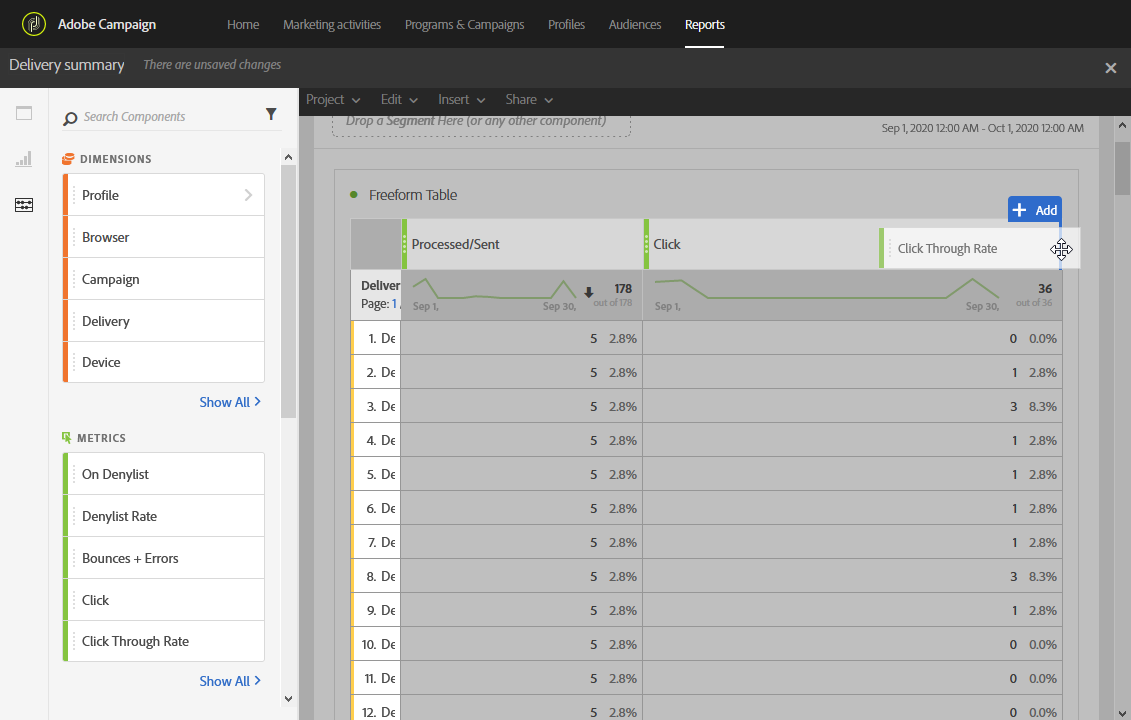 Adobe Campaign
Home Marketing activities Programs & Campaigns Profiles Audiences Reports
Delivery summary There are unsaved changes
Project Edit Insert Share
Search Components
DIMENSIONS
Profile
Browser
Campaign
Delivery
Device
Show All
METRICS
On Denylist
Denylist Rate
Bounces + Errors
Click
Click Through Rate
Show All
Drop a Segment Here (or any other component)
Sep 1, 2020 12:00 AM - Oct 1, 2020 12:00 AM
Freeform Table
Add
Processed/Sent Click Click Through Rate
Deliver
Page: 1
Sep 1, Sep 30, 178 out of 178
Sep 1, Sep 30, 36 out of 36
1. De 5 2.8% 0 0.0%
2. De 5 2.8% 1 2.8%
3. De 5 2.8% 3 8.3%
4. De 5 2.8% 1 2.8%
5. De 5 2.8% 1 2.8%
6. De 5 2.8% 1 2.8%
7. De 5 2.8% 1 2.8%
8. De 5 2.8% 3 8.3%
9. De 5 2.8% 1 2.8%
10. De 5 2.8% 0 0.0%
11. De 5 2.8% 0 0.0%
12. De 5 2.8% 0 0.0%